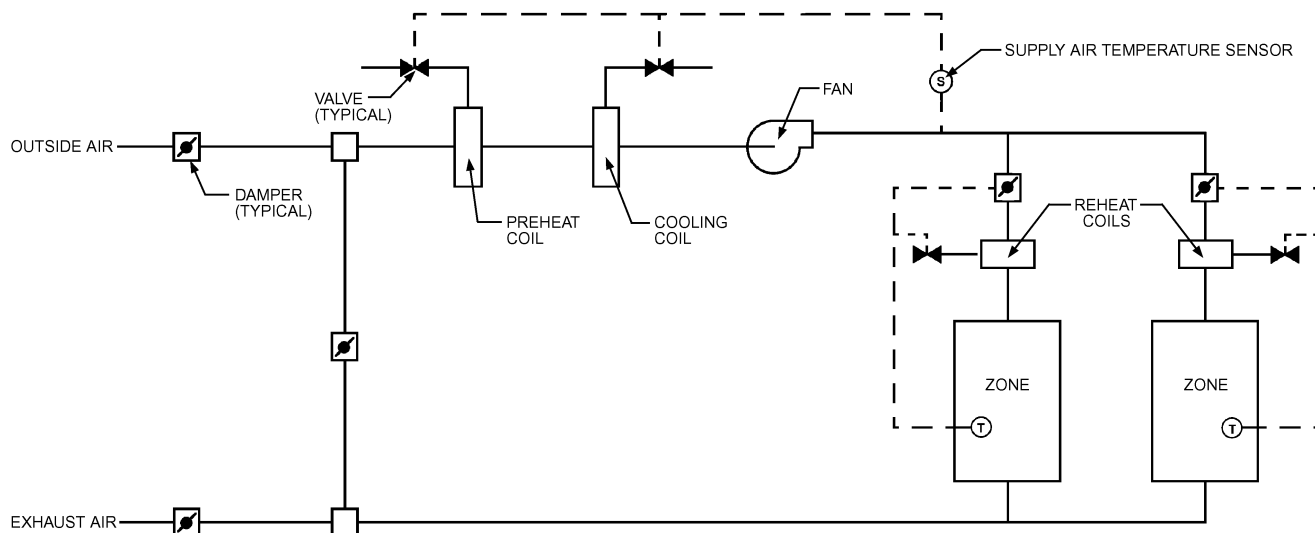 SUPPLY AIR TEMPERATURE SENSOR
S
FAN
VALVE
(TYPICAL)
OUTSIDE AIR
DAMPER
(TYPICAL)
PREHEAT
COIL
COOLING
COIL
REHEAT
COILS
ZONE
ZONE
T
T
EXHAUST AIR